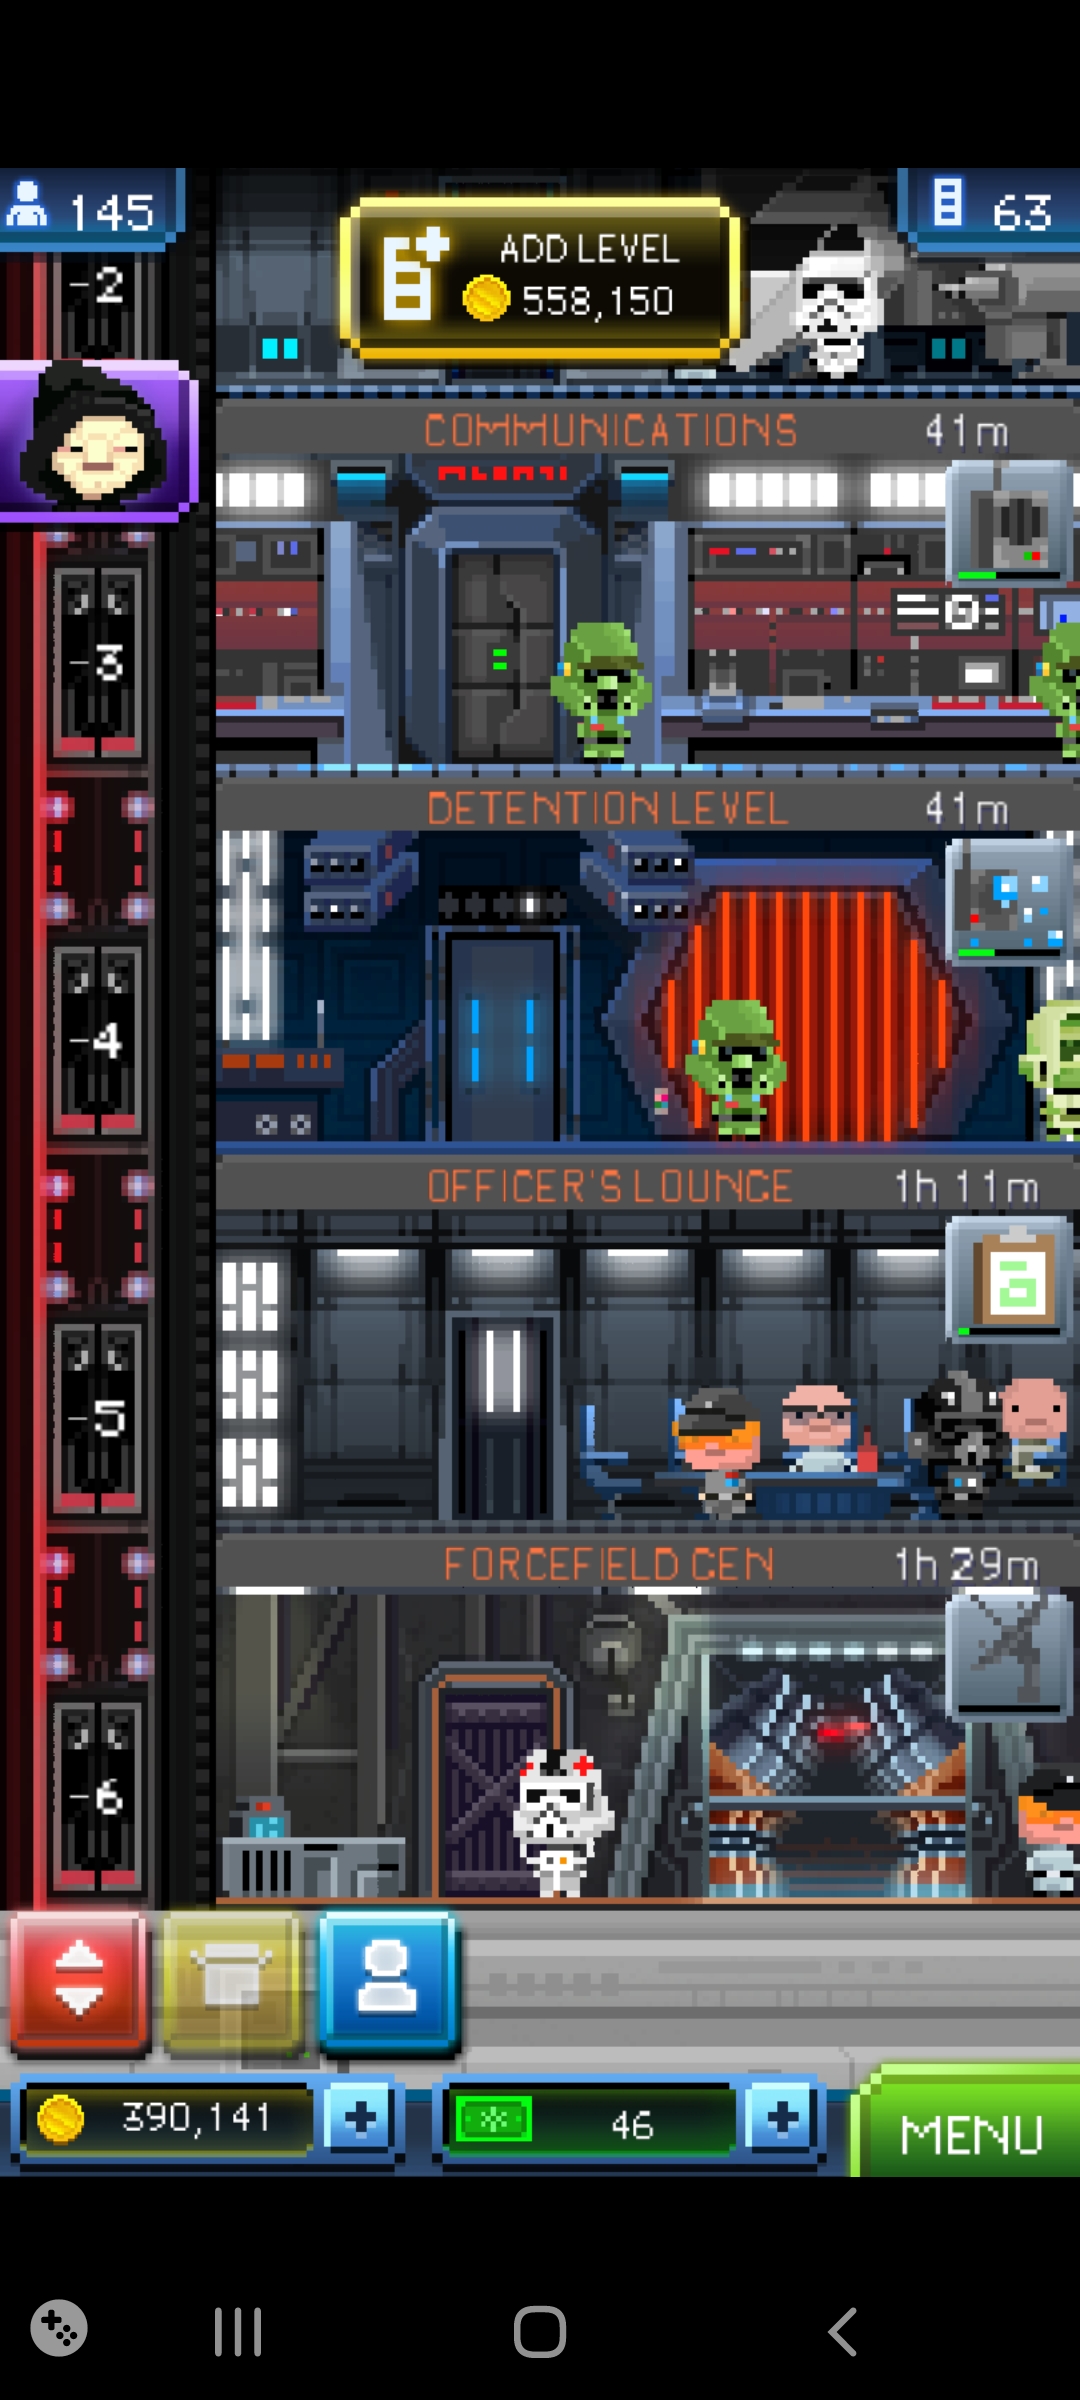 145
ADD LEVEL
558,150
63
-2
COMMUNICATIONS 41m
-3
DETENTION LEVEL 41m
-4
OFFICER'S LOUNGE 1h 11m
-5
FORCEFIELD GEN 1h 29m
-6
390,141
46
MENU